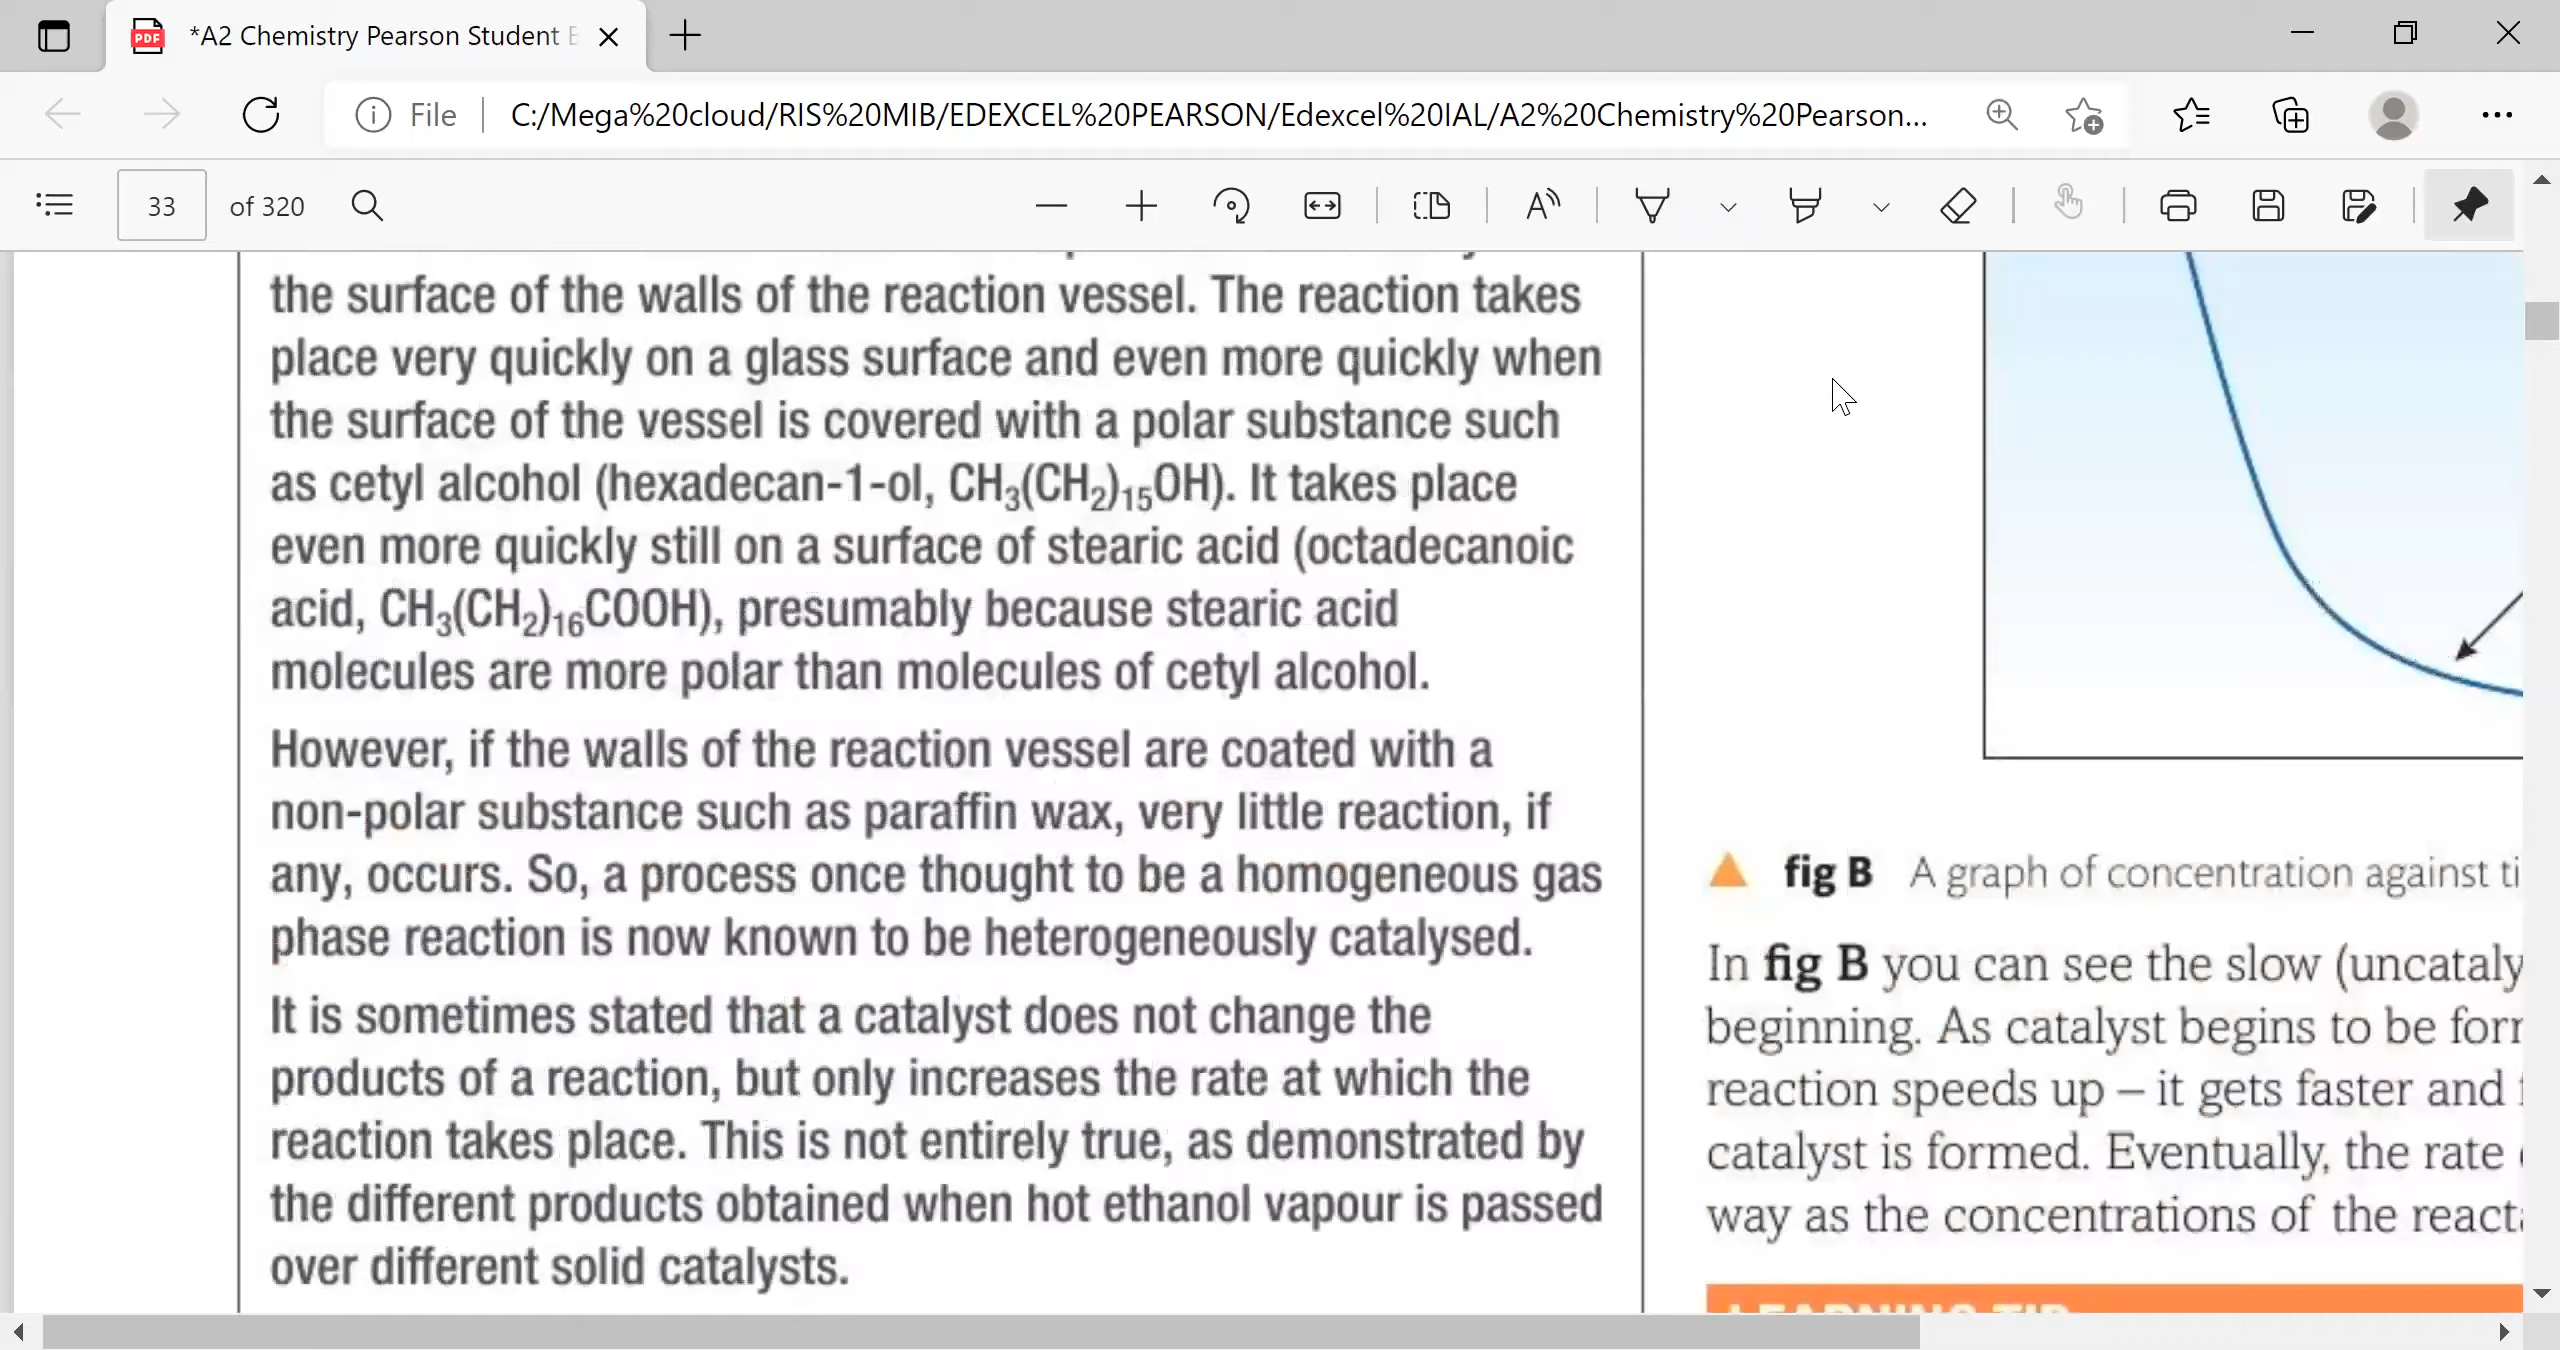 *A2 Chemistry Pearson Student
File
C:/Mega%20cloud/RIS%20MIB/EDEXCEL%20PEARSON/Edexcel%20IAL/A2%20Chemistry%20Pearson...
33 of 320
the surface of the walls of the reaction vessel. The reaction takes
place very quickly on a glass surface and even more quickly when
the surface of the vessel is covered with a polar substance such
as cetyl alcohol (hexadecan-1-ol, CH₃(CH₂)₁₅OH). It takes place
even more quickly still on a surface of stearic acid (octadecanoic
acid, CH₃(CH₂)₁₆COOH), presumably because stearic acid
molecules are more polar than molecules of cetyl alcohol.
However, if the walls of the reaction vessel are coated with a
non-polar substance such as paraffin wax, very little reaction, if
any, occurs. So, a process once thought to be a homogeneous gas
phase reaction is now known to be heterogeneously catalysed.
It is sometimes stated that a catalyst does not change the
products of a reaction, but only increases the rate at which the
reaction takes place. This is not entirely true, as demonstrated by
the different products obtained when hot ethanol vapour is passed
over different solid catalysts.
fig B A graph of concentration against ti
In fig B you can see the slow (uncataly
beginning. As catalyst begins to be for
reaction speeds up – it gets faster and
catalyst is formed. Eventually, the rate
way as the concentrations of the react
LEARNING TIP